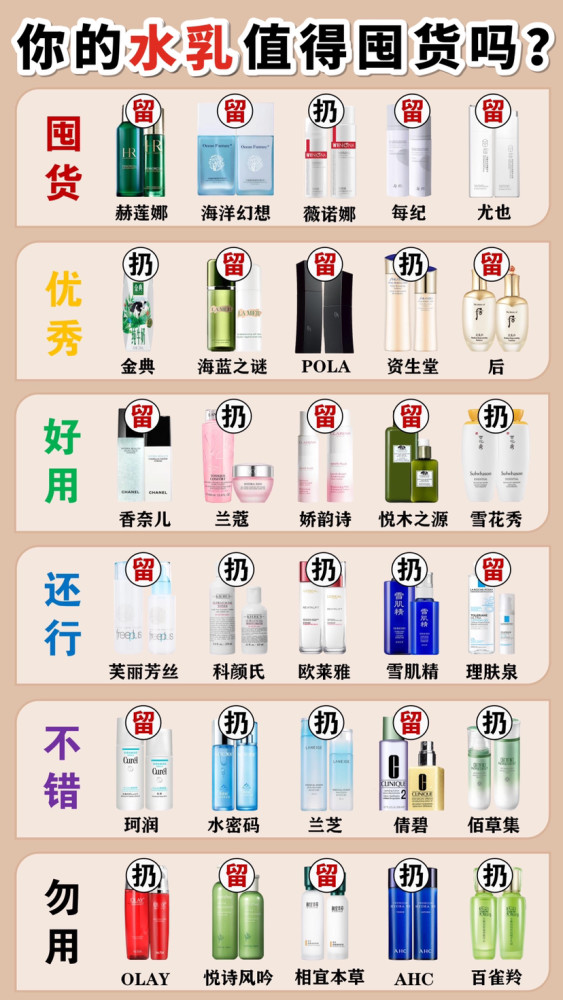 你的水乳值得囤货吗？
囤货
留 留 扔 留 留
赫莲娜 海洋幻想 薇诺娜 每纪 尤也
优秀
扔 留 留 扔 留
金典 海蓝之谜 POLA 资生堂 后
好用
留 扔 留 留 扔
香奈儿 兰蔻 娇韵诗 悦木之源 雪花秀
还行
留 扔 扔 扔 留
芙丽芳丝 科颜氏 欧莱雅 雪肌精 理肤泉
不错
留 扔 扔 留 扔
珂润 水密码 兰芝 倩碧 佰草集
勿用
扔 留 留 扔 扔
OLAY 悦诗风吟 相宜本草 AHC 百雀羚